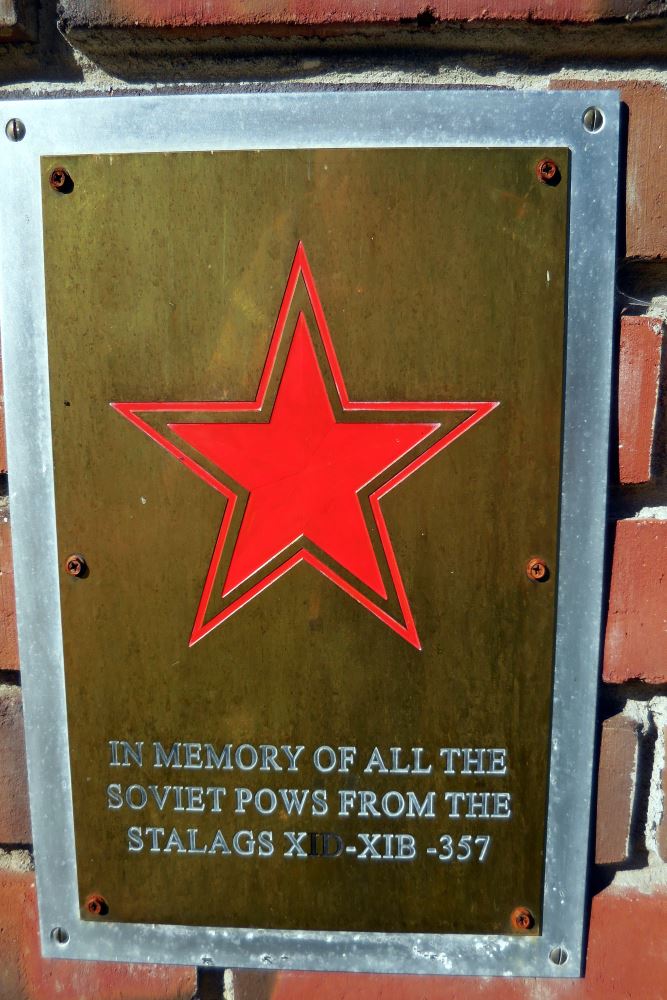 IN MEMORY OF ALL THE
SOVIET POWS FROM THE
STALAGS XID-XIB -357